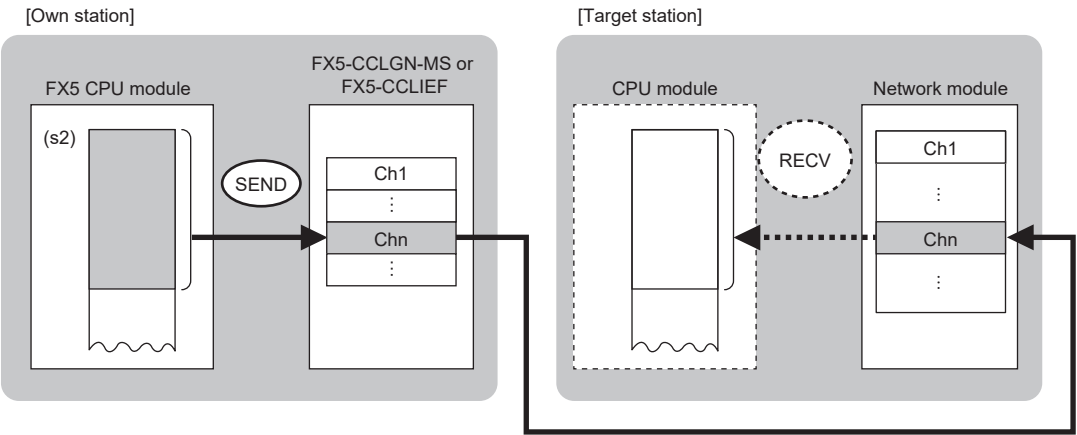 [Own station]
[Target station]
FX5 CPU module
FX5-CCLGN-MS or
FX5-CCLIEF
CPU module
Network module
(s2)
SEND
Ch1
⋮
Chn
⋮
RECV
Ch1
⋮
Chn
⋮